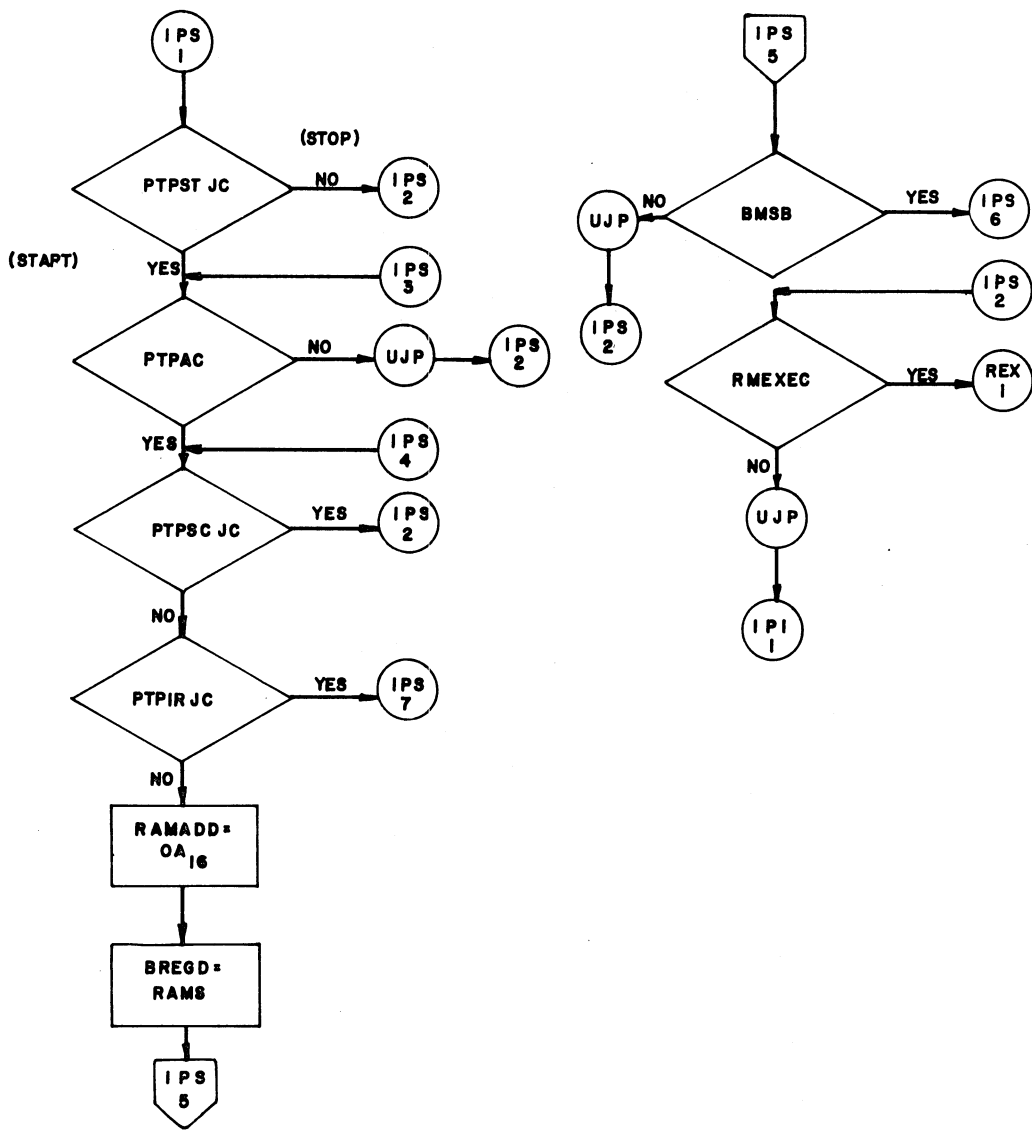 IPS
1
(STOP)
PTPST JC
NO
IPS
2
(STAPT)
YES
IPS
3
PTPAC
NO
UJP
IPS
2
YES
IPS
4
PTPSC JC
YES
IPS
2
NO
PTPIR JC
YES
IPS
7
NO
RAMADD=
OA16
BREGD=
RAMS
IPS
5
IPS
5
BMSB
NO
UJP
IPS
2
YES
IPS
6
IPS
2
RMEXEC
YES
REX
1
NO
UJP
IPI
1